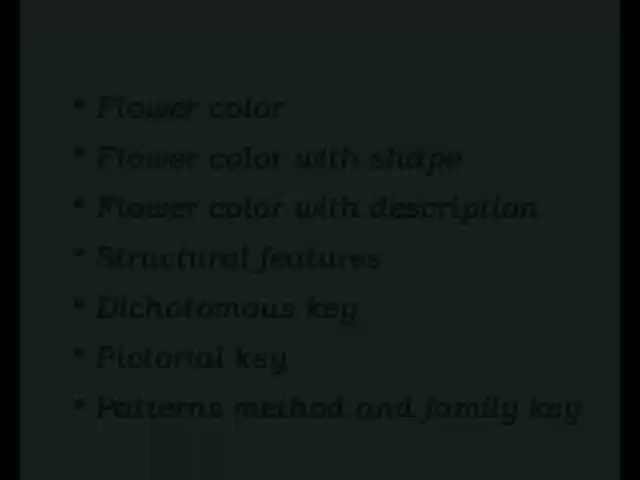 * Flower color
* Flower color with shape
* Flower color with description
* Structural features
* Dichotomous key
* Pictorial key
* Patterns method and family key